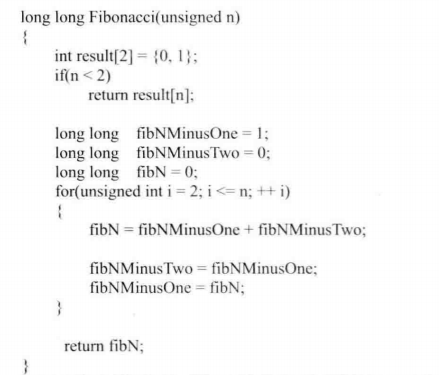 long long Fibonacci(unsigned n)
{
int result[2] = {0, 1};
if(n < 2)
return result[n];
long long fibNMinusOne = 1;
long long fibNMinusTwo = 0;
long long fibN = 0;
for(unsigned int i = 2; i <= n; ++ i)
{
fibN = fibNMinusOne + fibNMinusTwo;
fibNMinusTwo = fibNMinusOne;
fibNMinusOne = fibN;
}
return fibN;
}